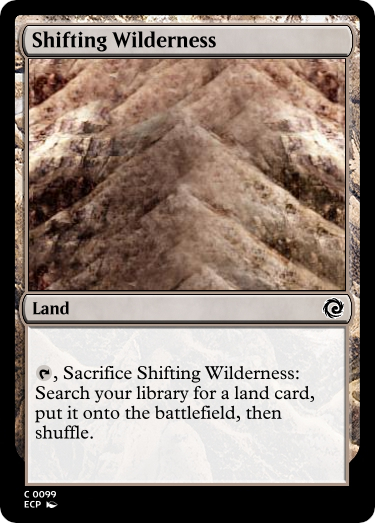 Shifting Wilderness
Land
, Sacrifice Shifting Wilderness:
Search your library for a land card,
put it onto the battlefield, then
shuffle.
C 0099
ECP